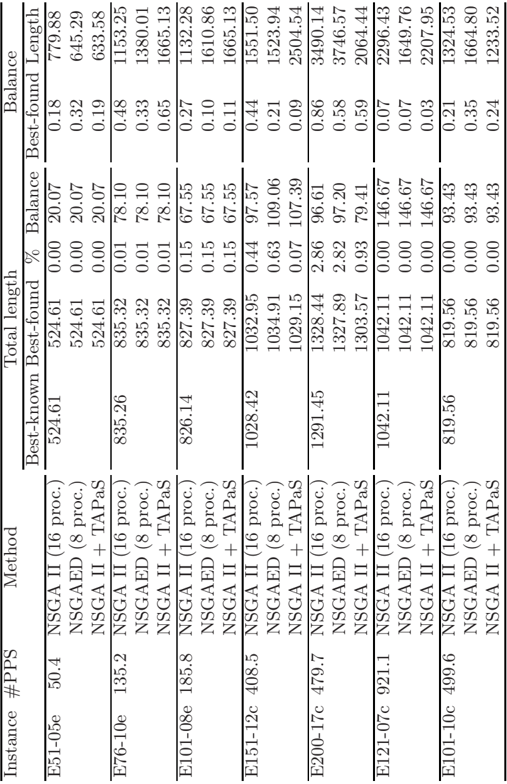 Total length Balance
Instance #PPS Method Best-known Best-found % Balance Best-found Length
E51-05e 50.4 NSGA II (16 proc.) 524.61 524.61 0.00 20.07 0.18 779.88
NSGAED (8 proc.) 524.61 0.00 20.07 0.32 645.29
NSGA II + TAPaS 524.61 0.00 20.07 0.19 633.58
E76-10e 135.2 NSGA II (16 proc.) 835.26 835.32 0.01 78.10 0.48 1153.25
NSGAED (8 proc.) 835.32 0.01 78.10 0.33 1380.01
NSGA II + TAPaS 835.32 0.01 78.10 0.65 1665.13
E101-08e 185.8 NSGA II (16 proc.) 826.14 827.39 0.15 67.55 0.27 1132.28
NSGAED (8 proc.) 827.39 0.15 67.55 0.10 1610.86
NSGA II + TAPaS 827.39 0.15 67.55 0.11 1665.13
E151-12c 408.5 NSGA II (16 proc.) 1028.42 1032.95 0.44 97.57 0.44 1551.50
NSGAED (8 proc.) 1034.91 0.63 109.06 0.21 1523.94
NSGA II + TAPaS 1029.15 0.07 107.39 0.09 2504.54
E200-17c 479.7 NSGA II (16 proc.) 1291.45 1328.44 2.86 96.61 0.86 3490.14
NSGAED (8 proc.) 1327.89 2.82 97.20 0.58 3746.57
NSGA II + TAPaS 1303.57 0.93 79.41 0.59 2064.44
E121-07c 921.1 NSGA II (16 proc.) 1042.11 1042.11 0.00 146.67 0.07 2296.43
NSGAED (8 proc.) 1042.11 0.00 146.67 0.07 1649.76
NSGA II + TAPaS 1042.11 0.00 146.67 0.03 2207.95
E101-10c 499.6 NSGA II (16 proc.) 819.56 819.56 0.00 93.43 0.21 1324.53
NSGAED (8 proc.) 819.56 0.00 93.43 0.35 1664.80
NSGA II + TAPaS 819.56 0.00 93.43 0.24 1233.52